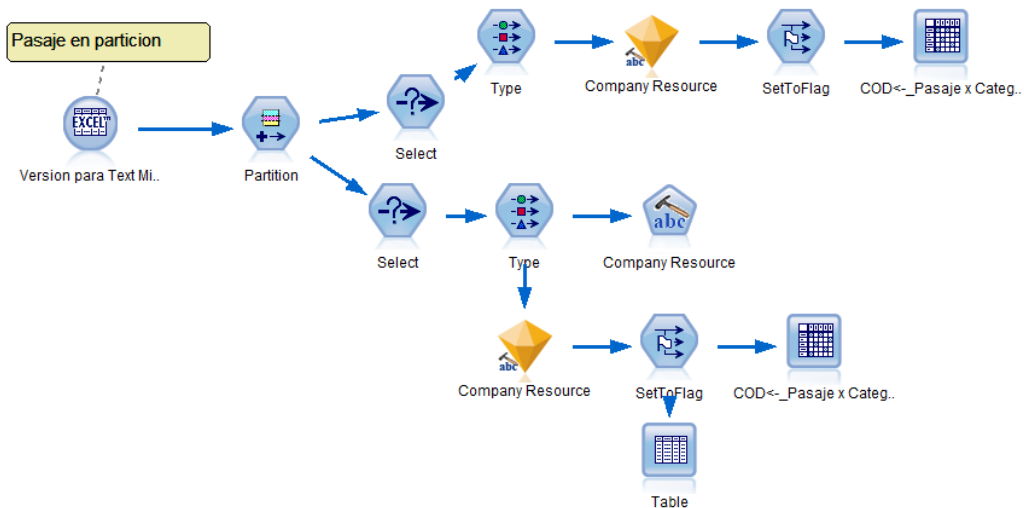 Pasaje en particion
Type
Company Resource
SetToFlag
COD<-_Pasaje x Categ..
abc
EXCEL™
Version para Text Mi..
Partition
Select
Select
Type
abc
Company Resource
abc
Company Resource
SetToFlag
COD<-_Pasaje x Categ..
Table